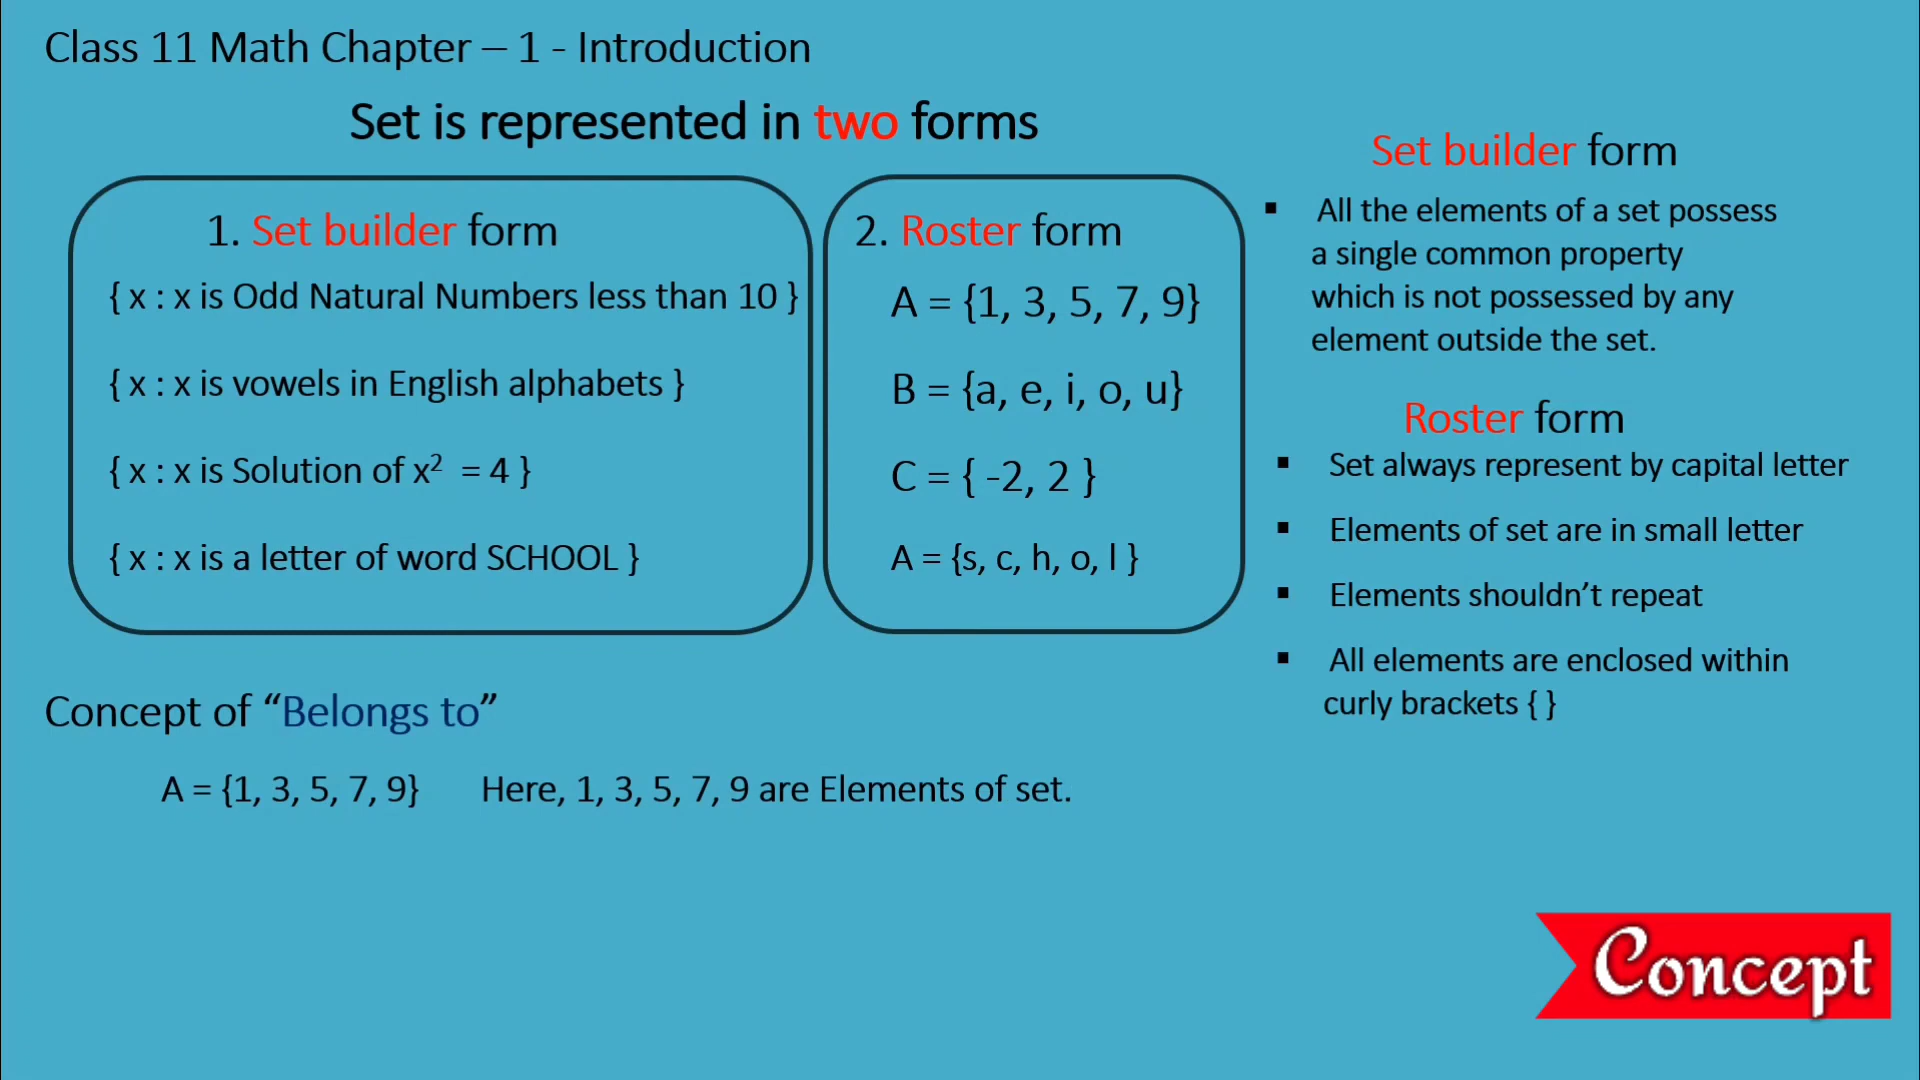 Class 11 Math Chapter – 1 - Introduction
Set is represented in two forms
1. Set builder form
{ x : x is Odd Natural Numbers less than 10 }
{ x : x is vowels in English alphabets }
{ x : x is Solution of x² = 4 }
{ x : x is a letter of word SCHOOL }
2. Roster form
A = {1, 3, 5, 7, 9}
B = {a, e, i, o, u}
C = { -2, 2 }
A = {s, c, h, o, l }
Set builder form
▪ All the elements of a set possess
a single common property
which is not possessed by any
element outside the set.
Roster form
▪ Set always represent by capital letter
▪ Elements of set are in small letter
▪ Elements shouldn’t repeat
▪ All elements are enclosed within
curly brackets { }
Concept of “Belongs to”
A = {1, 3, 5, 7, 9} Here, 1, 3, 5, 7, 9 are Elements of set.
Concept